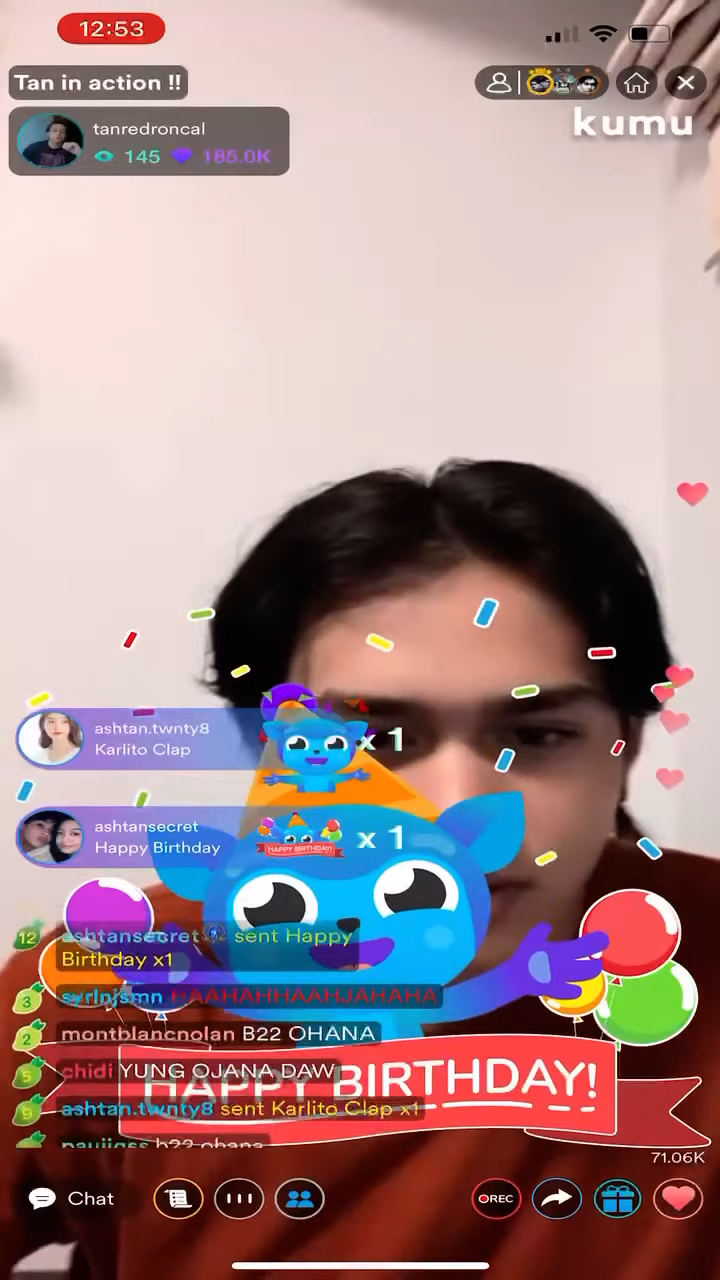 12:53
Tan in action !!
kumu
tanredroncal
145 185.0K
ashtan.twnty8
Karlito Clap
x 1
ashtansecret
Happy Birthday
HAPPY BIRTHDAY!
x 1
12 ashtansecret sent Happy
Birthday x1
3 syrlnjsmn HAAHAHHAAHJAHAHA
2 montblancnolan B22 OHANA
5 chidi YUNG OJANA DAW
HAPPY BIRTHDAY!
9 ashtan.twnty8 sent Karlito Clap x1
b22 ohana
71.06K
Chat
REC